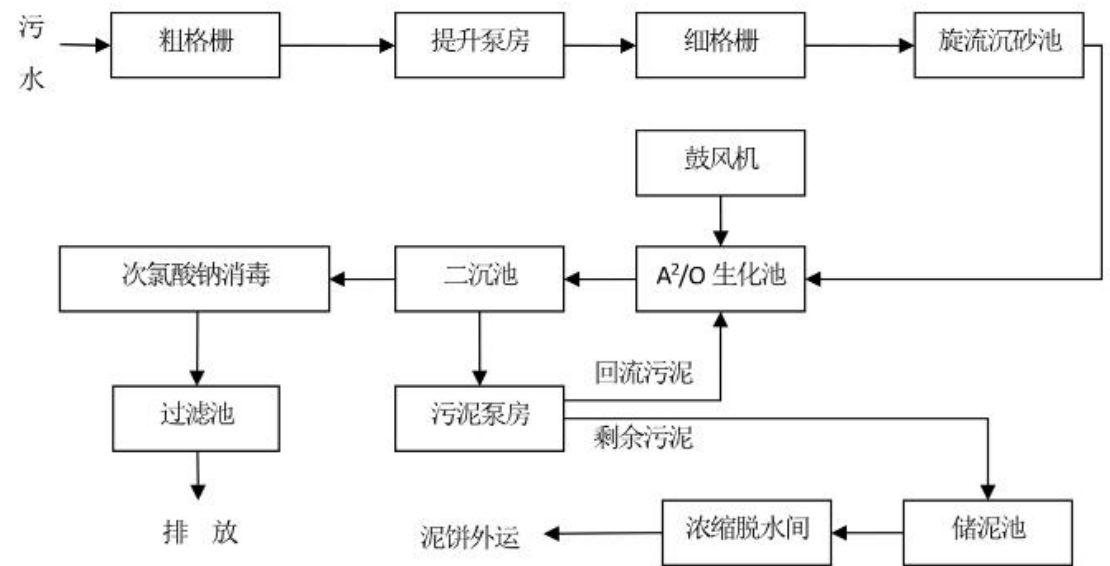 污
水
粗格栅
提升泵房
细格栅
旋流沉砂池
鼓风机
次氯酸钠消毒
二沉池
A²/O 生化池
回流污泥
过滤池
污泥泵房
剩余污泥
排 放
泥饼外运
浓缩脱水间
储泥池